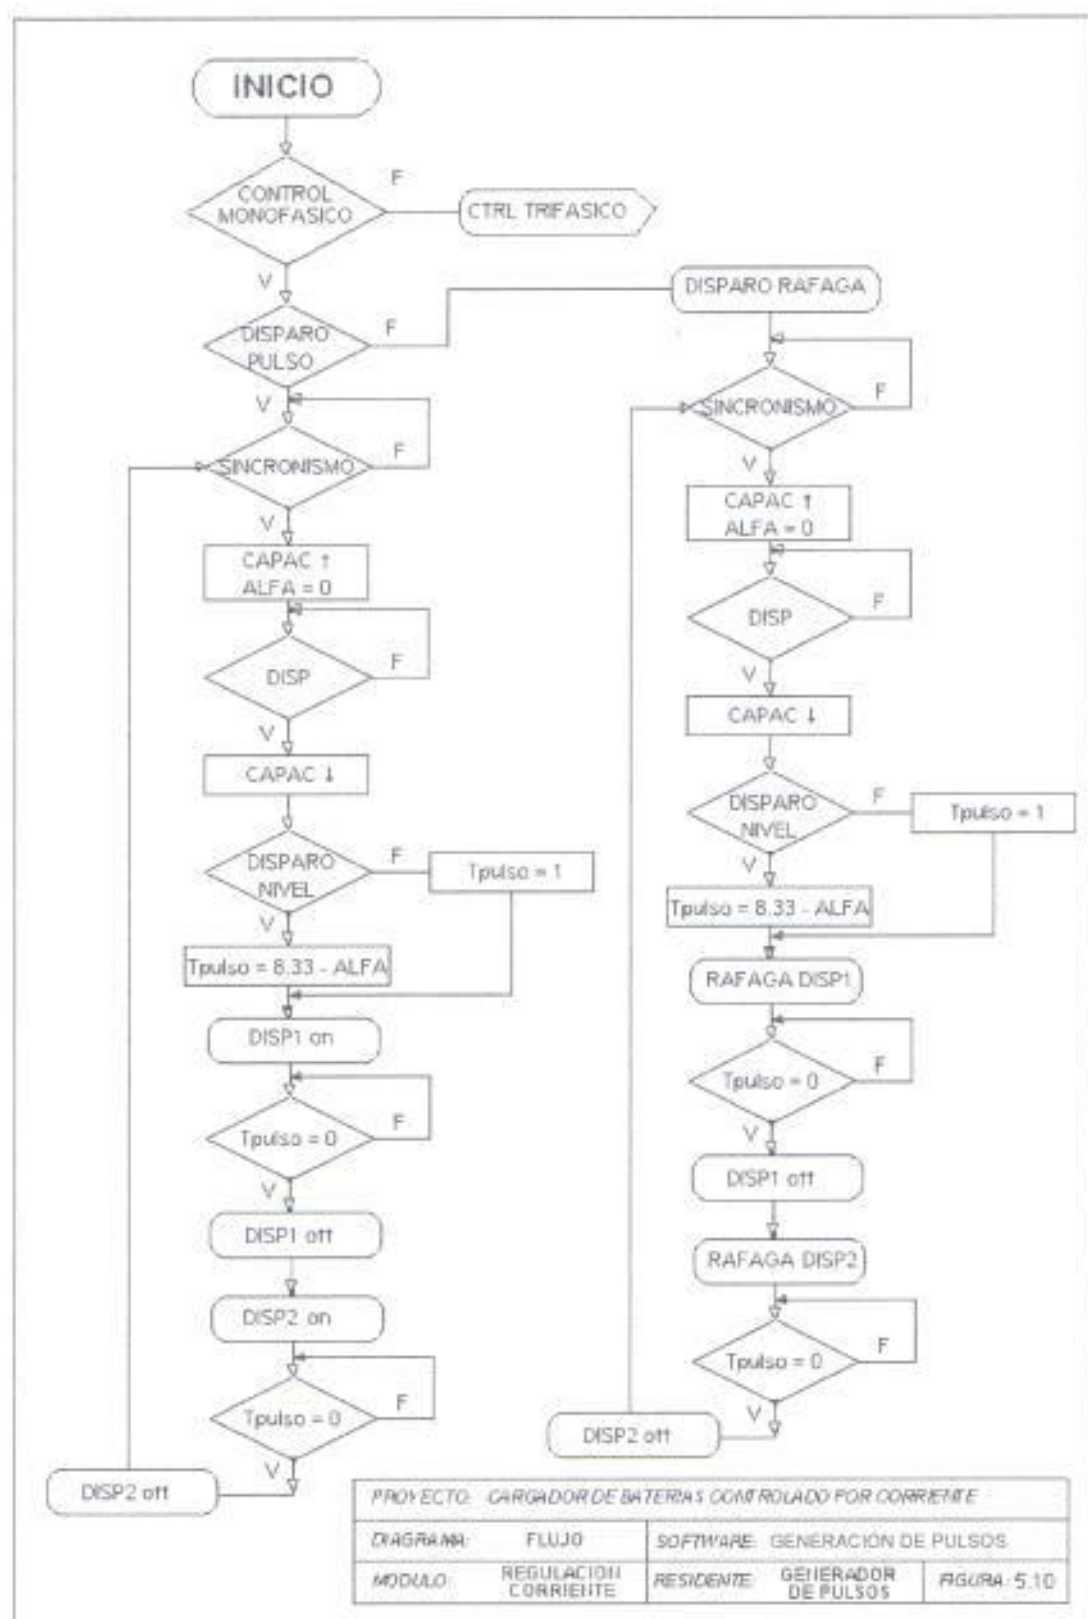 INICIO
CONTROL
MONOFASICO
F
CTRL TRIFASICO
V
DISPARO
PULSO
F
V
SINCRONISMO
F
V
CAPAC ↑
ALFA = 0
DISP
F
V
CAPAC ↓
DISPARO
NIVEL
F
Tpulso = 1
V
Tpulso = 8.33 - ALFA
DISP1 on
Tpulso = 0
F
V
DISP1 off
DISP2 on
Tpulso = 0
F
V
DISP2 off
DISPARO RAFAGA
SINCRONISMO
F
V
CAPAC ↑
ALFA = 0
DISP
F
V
CAPAC ↓
DISPARO
NIVEL
F
Tpulso = 1
V
Tpulso = 8.33 - ALFA
RAFAGA DISP1
Tpulso = 0
F
V
DISP1 off
RAFAGA DISP2
Tpulso = 0
F
V
DISP2 off
PROYECTO: CARGADOR DE BATERIAS CONTROLADO POR CORRIENTE
DIAGRAMA: FLUJO
SOFTWARE: GENERACION DE PULSOS
MODULO: REGULACION
CORRIENTE
RESIDENTE: GENERADOR
DE PULSOS
FIGURA: 5.10